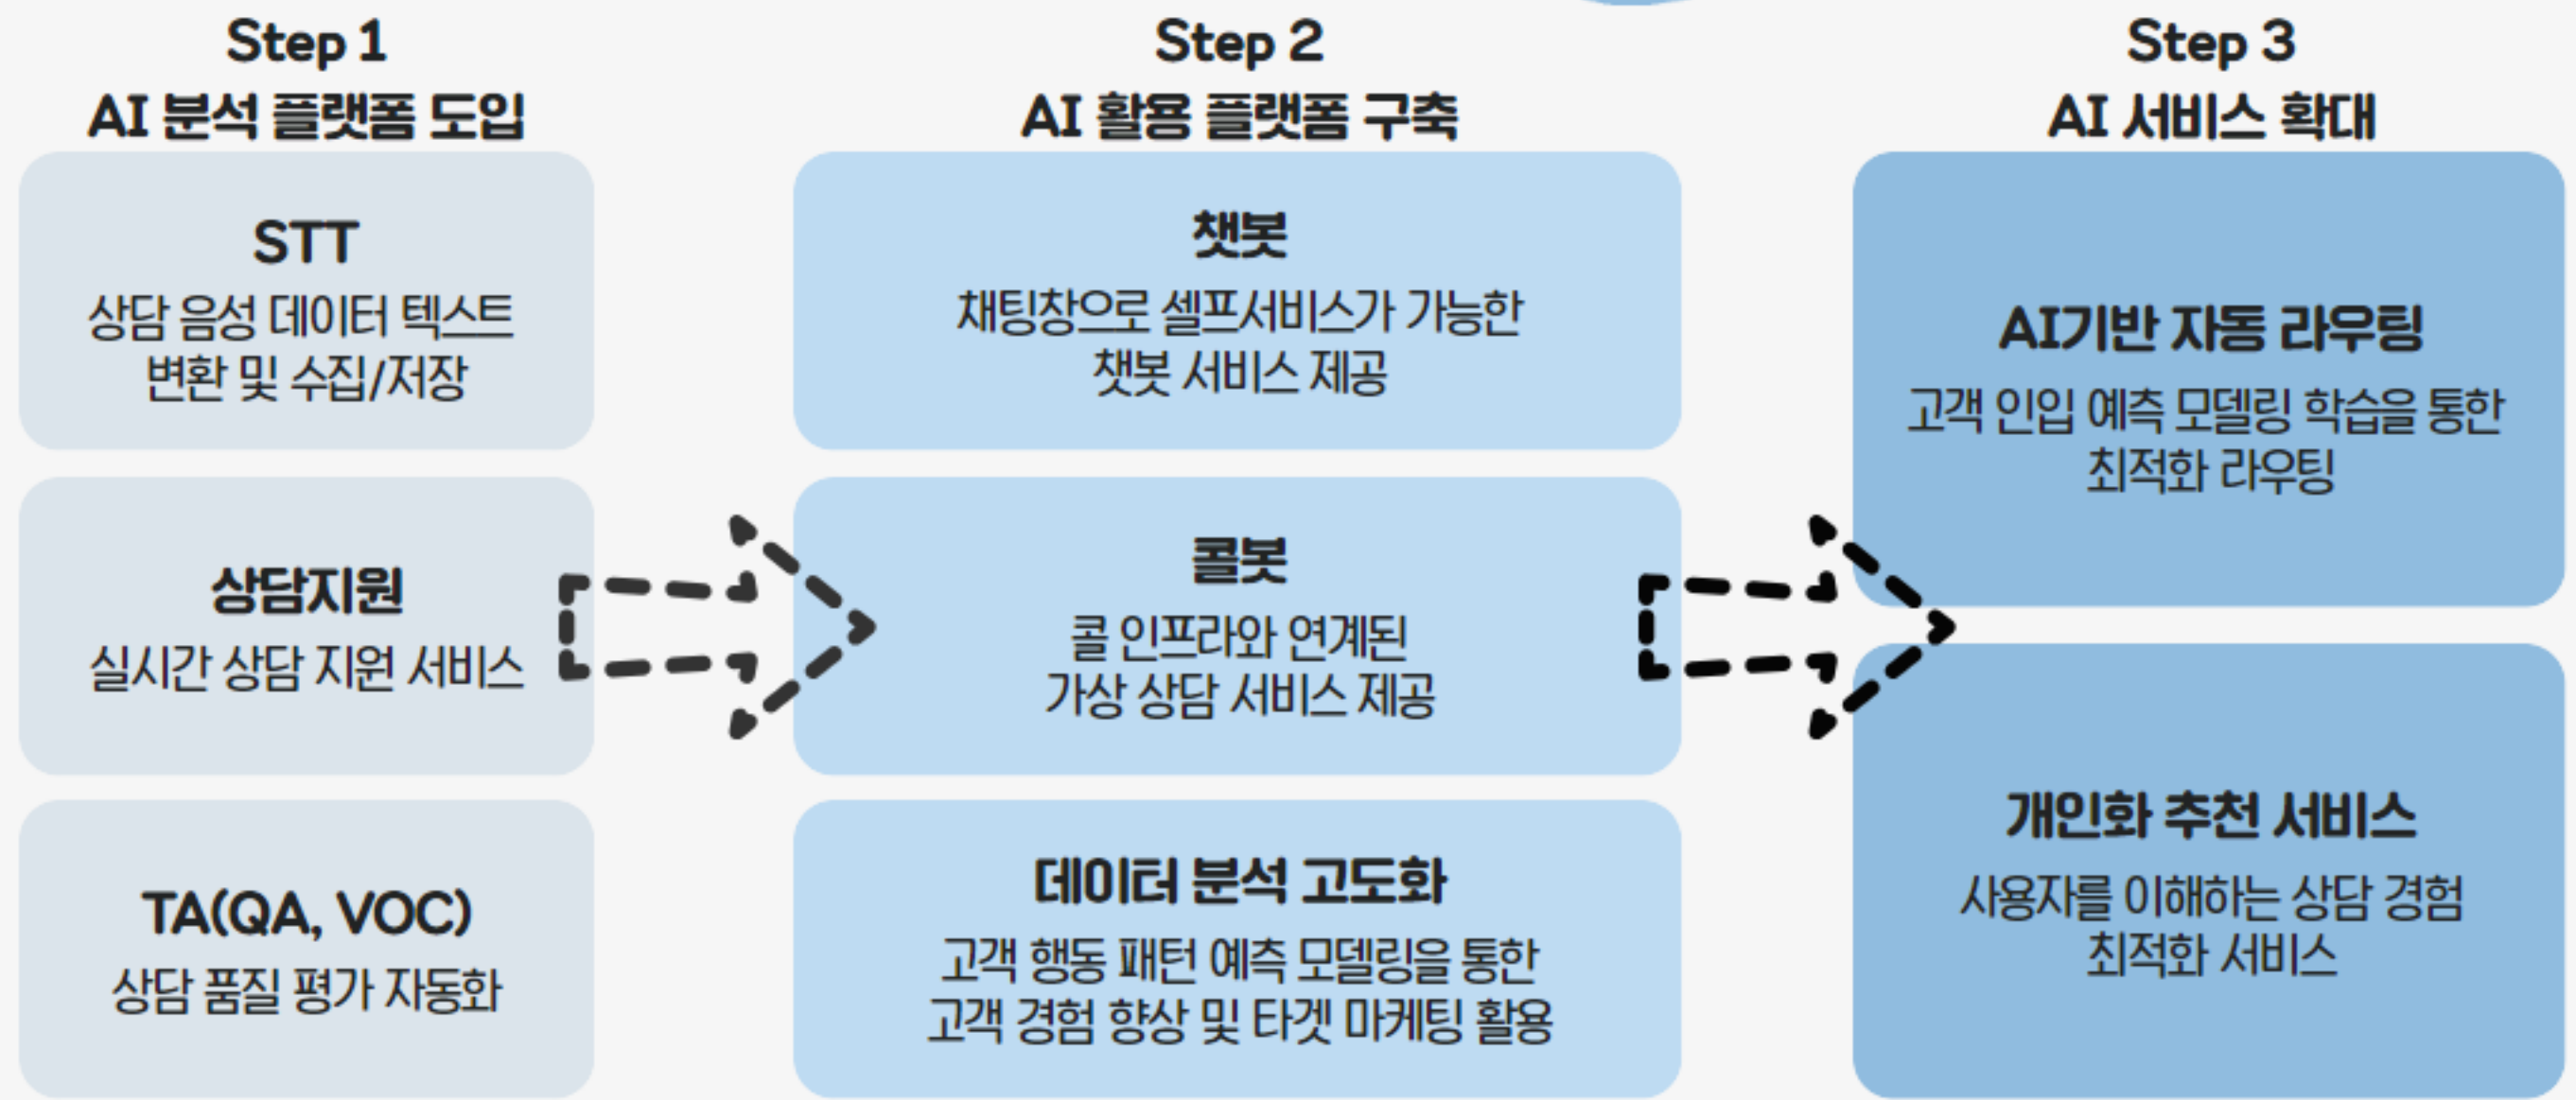 Step 1
AI 분석 플랫폼 도입
STT
상담 음성 데이터 텍스트
변환 및 수집/저장
상담지원
실시간 상담 지원 서비스
TA(QA, VOC)
상담 품질 평가 자동화
Step 2
AI 활용 플랫폼 구축
챗봇
채팅창으로 셀프서비스가 가능한
챗봇 서비스 제공
콜봇
콜 인프라와 연계된
가상 상담 서비스 제공
데이터 분석 고도화
고객 행동 패턴 예측 모델링을 통한
고객 경험 향상 및 타겟 마케팅 활용
Step 3
AI 서비스 확대
AI기반 자동 라우팅
고객 인입 예측 모델링 학습을 통한
최적화 라우팅
개인화 추천 서비스
사용자를 이해하는 상담 경험
최적화 서비스